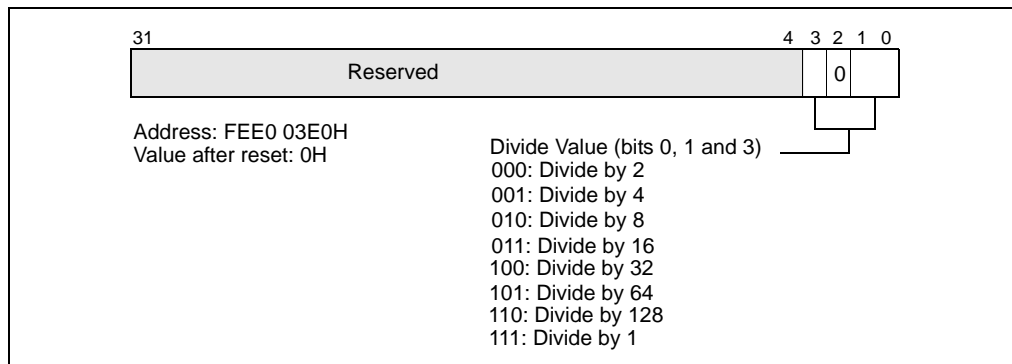 31 4 3 2 1 0
Reserved 0
Address: FEE0 03E0H
Value after reset: 0H
Divide Value (bits 0, 1 and 3)
000: Divide by 2
001: Divide by 4
010: Divide by 8
011: Divide by 16
100: Divide by 32
101: Divide by 64
110: Divide by 128
111: Divide by 1